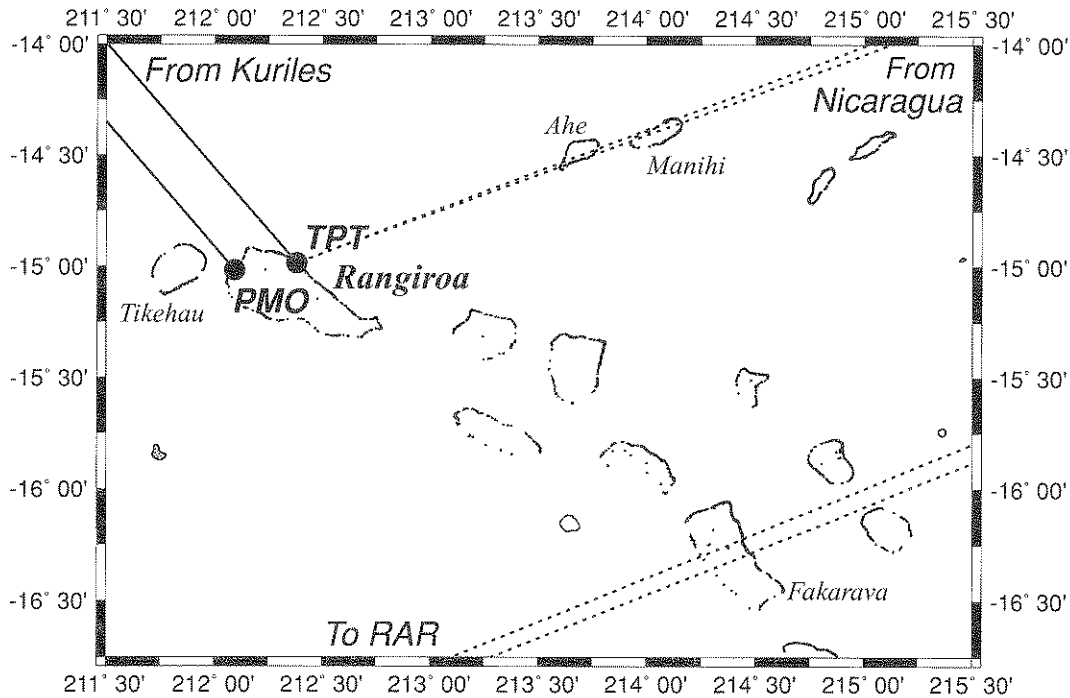 211˚ 30' 212˚ 00' 212˚ 30' 213˚ 00' 213˚ 30' 214˚ 00' 214˚ 30' 215˚ 00' 215˚ 30'
-14˚ 00' -14˚ 00'
From Kuriles From
Nicaragua
Ahe
Manihi
-14˚ 30' -14˚ 30'
TPT
-15˚ 00' Rangiroa -15˚ 00'
PMO
Tikehau
-15˚ 30' -15˚ 30'
-16˚ 00' -16˚ 00'
Fakarava
-16˚ 30' -16˚ 30'
To RAR
211˚ 30' 212˚ 00' 212˚ 30' 213˚ 00' 213˚ 30' 214˚ 00' 214˚ 30' 215˚ 00' 215˚ 30'